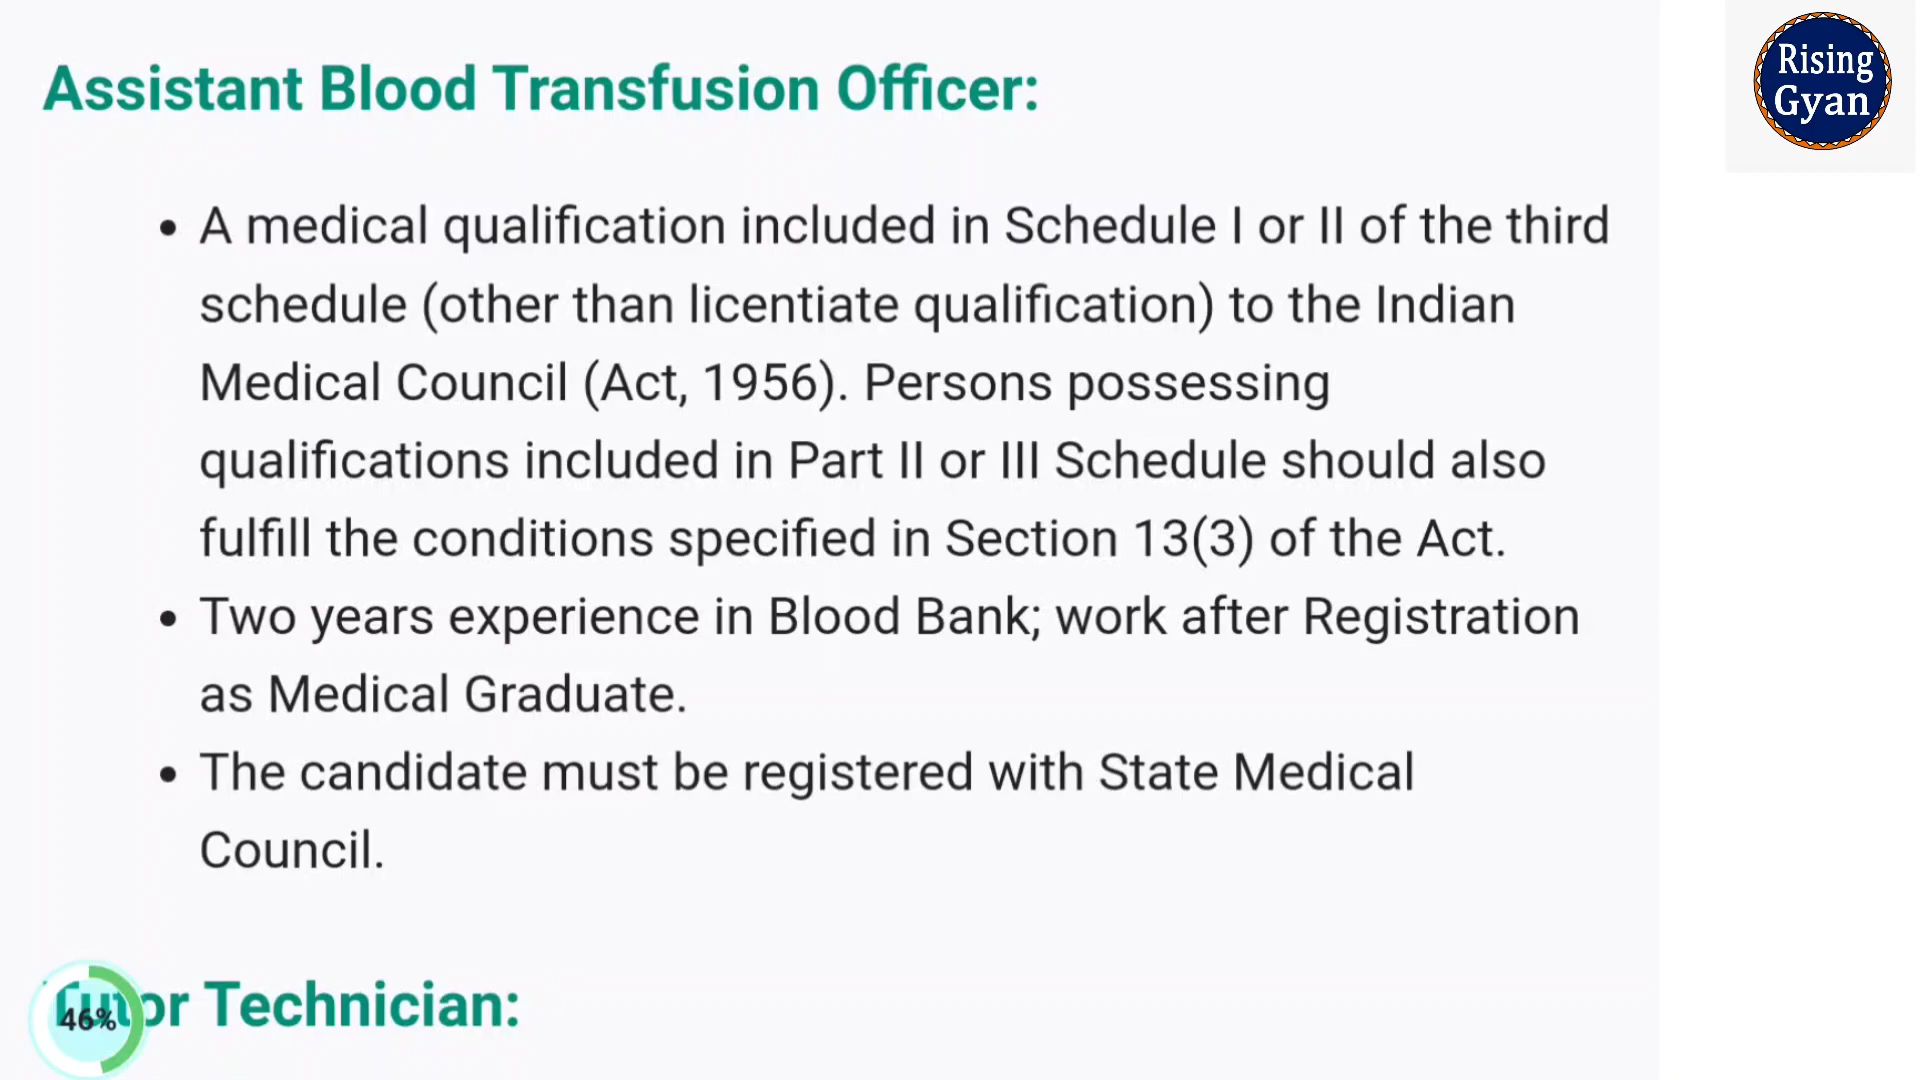 Assistant Blood Transfusion Officer:
Rising
Gyan
• A medical qualification included in Schedule I or II of the third
schedule (other than licentiate qualification) to the Indian
Medical Council (Act, 1956). Persons possessing
qualifications included in Part II or III Schedule should also
fulfill the conditions specified in Section 13(3) of the Act.
• Two years experience in Blood Bank; work after Registration
as Medical Graduate.
• The candidate must be registered with State Medical
Council.
Tutor Technician:
46%